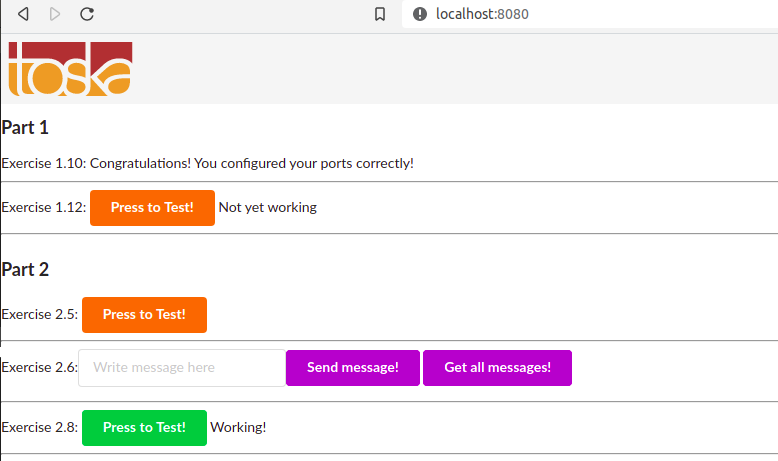 localhost:8080
toska
Part 1
Exercise 1.10: Congratulations! You configured your ports correctly!
Exercise 1.12: Press to Test! Not yet working
Part 2
Exercise 2.5: Press to Test!
Exercise 2.6: Write message here Send message! Get all messages!
Exercise 2.8: Press to Test! Working!